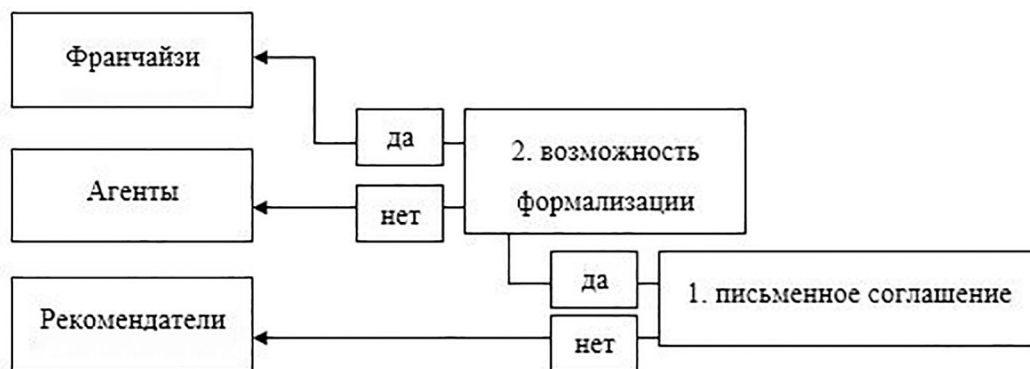 Франчайзи
да
2. возможность
формализации
Агенты
нет
да
1. письменное соглашение
Рекомендатели
нет